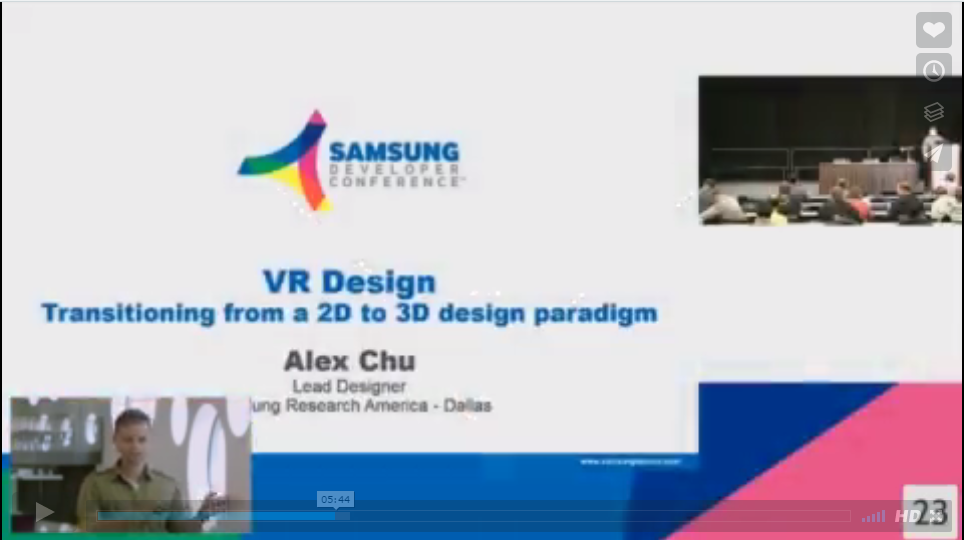 SAMSUNG
DEVELOPER
CONFERENCE
VR Design
Transitioning from a 2D to 3D design paradigm
Alex Chu
Lead Designer
ung Research America - Dallas
05:44
HD
23